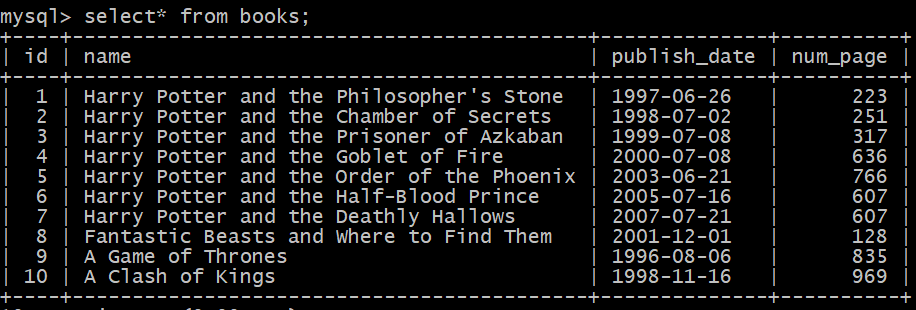 mysql> select* from books;
+----+-------------------------------------------+--------------+----------+
| id | name                                      | publish_date | num_page |
+----+-------------------------------------------+--------------+----------+
|  1 | Harry Potter and the Philosopher's Stone  | 1997-06-26   |      223 |
|  2 | Harry Potter and the Chamber of Secrets   | 1998-07-02   |      251 |
|  3 | Harry Potter and the Prisoner of Azkaban  | 1999-07-08   |      317 |
|  4 | Harry Potter and the Goblet of Fire       | 2000-07-08   |      636 |
|  5 | Harry Potter and the Order of the Phoenix | 2003-06-21   |      766 |
|  6 | Harry Potter and the Half-Blood Prince    | 2005-07-16   |      607 |
|  7 | Harry Potter and the Deathly Hallows      | 2007-07-21   |      607 |
|  8 | Fantastic Beasts and Where to Find Them   | 2001-12-01   |      128 |
|  9 | A Game of Thrones                         | 1996-08-06   |      835 |
| 10 | A Clash of Kings                          | 1998-11-16   |      969 |
+----+-------------------------------------------+--------------+----------+